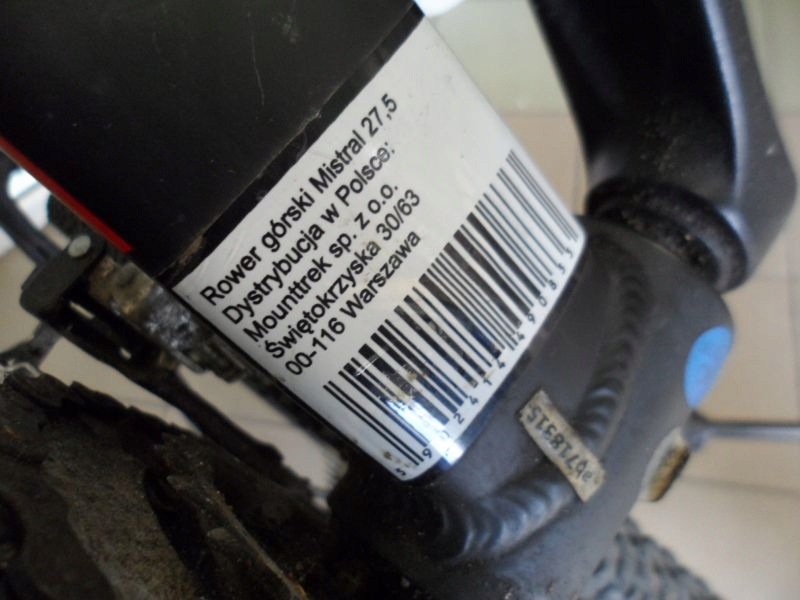 Rower górski Mistral 27,5
Dystrybucja w Polsce:
Mounttrek sp. z o.o.
Świętokrzyska 30/63
00-116 Warszawa